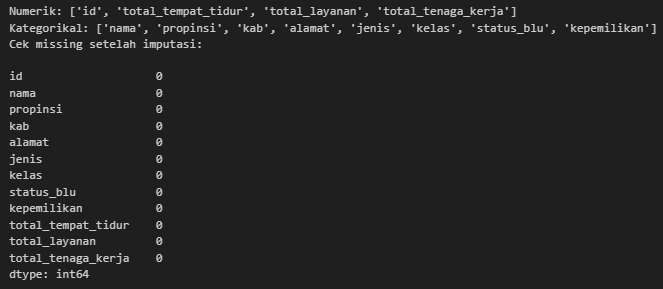 Numerik: ['id', 'total_tempat_tidur', 'total_layanan', 'total_tenaga_kerja']
Kategorikal: ['nama', 'propinsi', 'kab', 'alamat', 'jenis', 'kelas', 'status_blu', 'kepemilikan']
Cek missing setelah imputasi:
id 0
nama 0
propinsi 0
kab 0
alamat 0
jenis 0
kelas 0
status_blu 0
kepemilikan 0
total_tempat_tidur 0
total_layanan 0
total_tenaga_kerja 0
dtype: int64